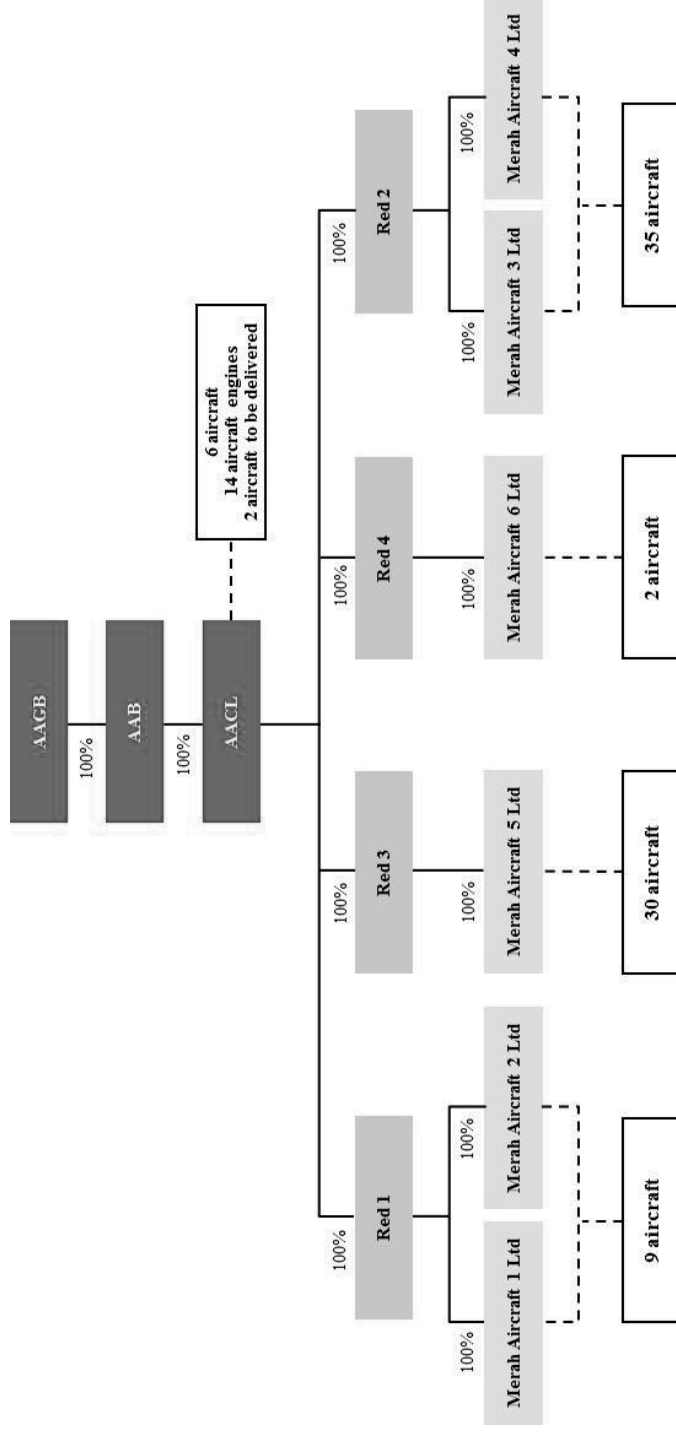 AAGB
100%
AAB
100%
AACL
6 aircraft
14 aircraft engines
2 aircraft to be delivered
100%
100%
100%
100%
Red 1
Red 3
Red 4
Red 2
100%
100%
100%
100%
100%
100%
Merah Aircraft 1 Ltd
Merah Aircraft 2 Ltd
Merah Aircraft 5 Ltd
Merah Aircraft 6 Ltd
Merah Aircraft 3 Ltd
Merah Aircraft 4 Ltd
9 aircraft
30 aircraft
2 aircraft
35 aircraft